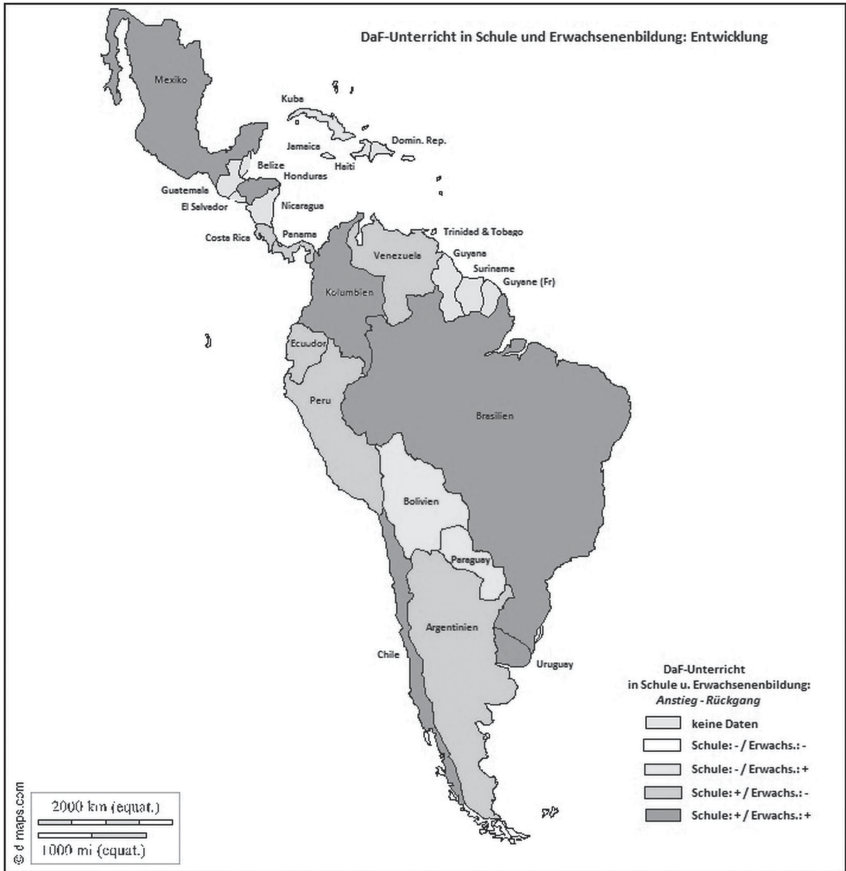 DaF-Unterricht in Schule und Erwachsenenbildung: Entwicklung
Mexiko
Kuba
Jamaica
Haiti
Domin. Rep.
Belize
Honduras
Guatemala
El Salvador
Nicaragua
Costa Rica
Panama
Trinidad & Tobago
Venezuela
Guyana
Suriname
Guyane (Fr)
Kolumbien
Ecuador
Peru
Brasilien
Bolivien
Paraguay
Argentinien
Chile
Uruguay
DaF-Unterricht
in Schule u. Erwachsenenbildung:
Anstieg - Rückgang
keine Daten
Schule: - / Erwachs.: -
Schule: - / Erwachs.: +
Schule: + / Erwachs.: -
Schule: + / Erwachs.: +
2000 km (equat.)
1000 mi (equat.)
© d maps.com